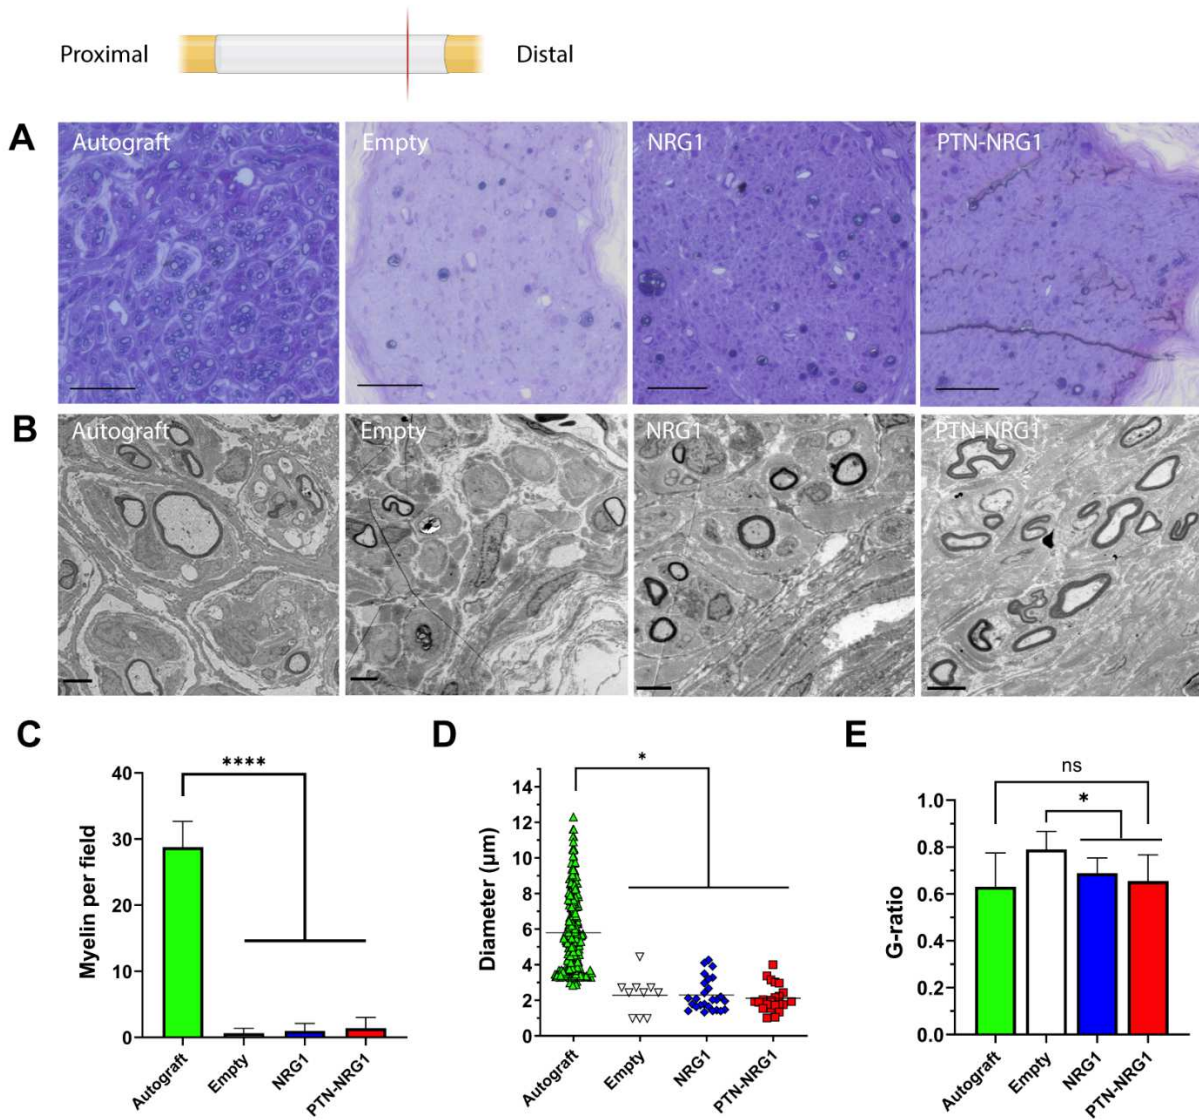 Proximal Distal
A
Autograft Empty NRG1 PTN-NRG1
B
Autograft Empty NRG1 PTN-NRG1
C
****
Myelin per field
40
30
20
10
0
Autograft Empty NRG1 PTN-NRG1
D
*
Diameter (µm)
14
12
10
8
6
4
2
0
Autograft Empty NRG1 PTN-NRG1
E
ns
*
G-ratio
1.0
0.8
0.6
0.4
0.2
0.0
Autograft Empty NRG1 PTN-NRG1